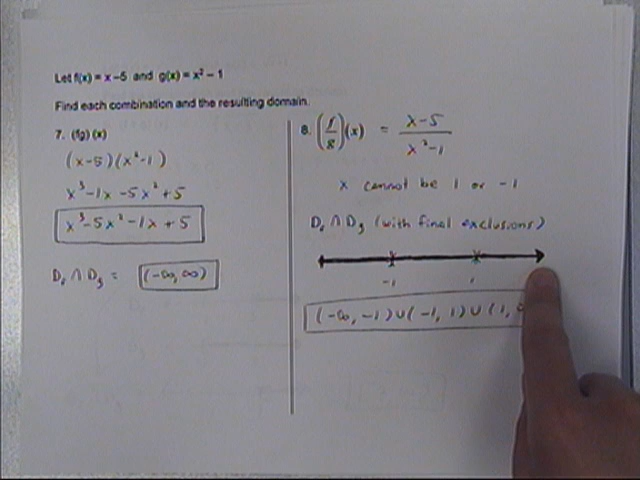 Let f(x) = x − 5 and g(x) = x² − 1
Find each combination and the resulting domain.
7. (fg)(x)
(x-5)(x²-1)
x³-1x-5x²+5
x³-5x²-1x+5
D_f ∩ D_g = (-∞,∞)
8. (f/g)(x) = x-5 / x²-1
x cannot be 1 or -1
D_f ∩ D_g (with final exclusions)
-1 1
(-∞, -1) ∪ (-1, 1) ∪ (1,